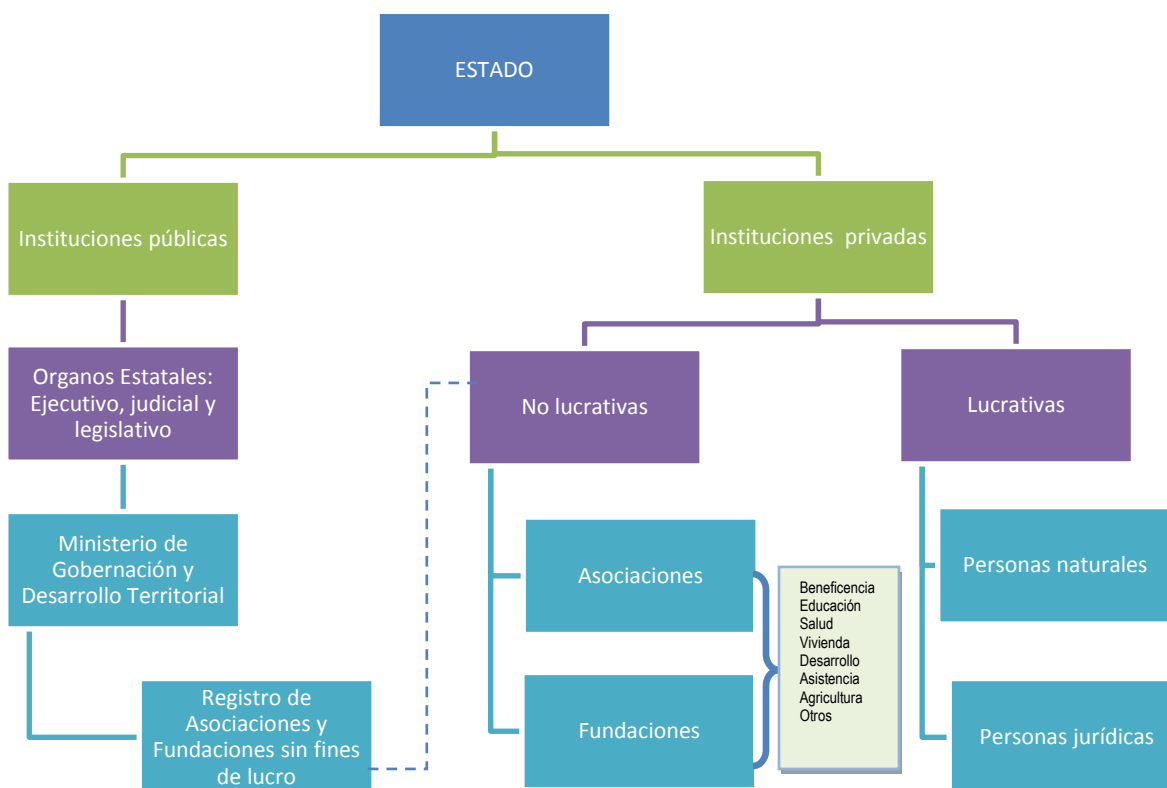 ESTADO
Instituciones públicas
Instituciones privadas
Organos Estatales:
Ejecutivo, judicial y
legislativo
No lucrativas
Lucrativas
Ministerio de
Gobernación y
Desarrollo Territorial
Asociaciones
Beneficencia
Educación
Salud
Vivienda
Desarrollo
Asistencia
Agricultura
Otros
Personas naturales
Registro de
Asociaciones y
Fundaciones sin fines
de lucro
Fundaciones
Personas jurídicas